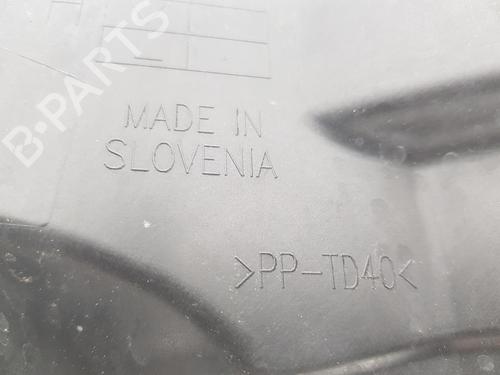 B-PARTS
MADE IN
SLOVENIA
>PP-TD40<